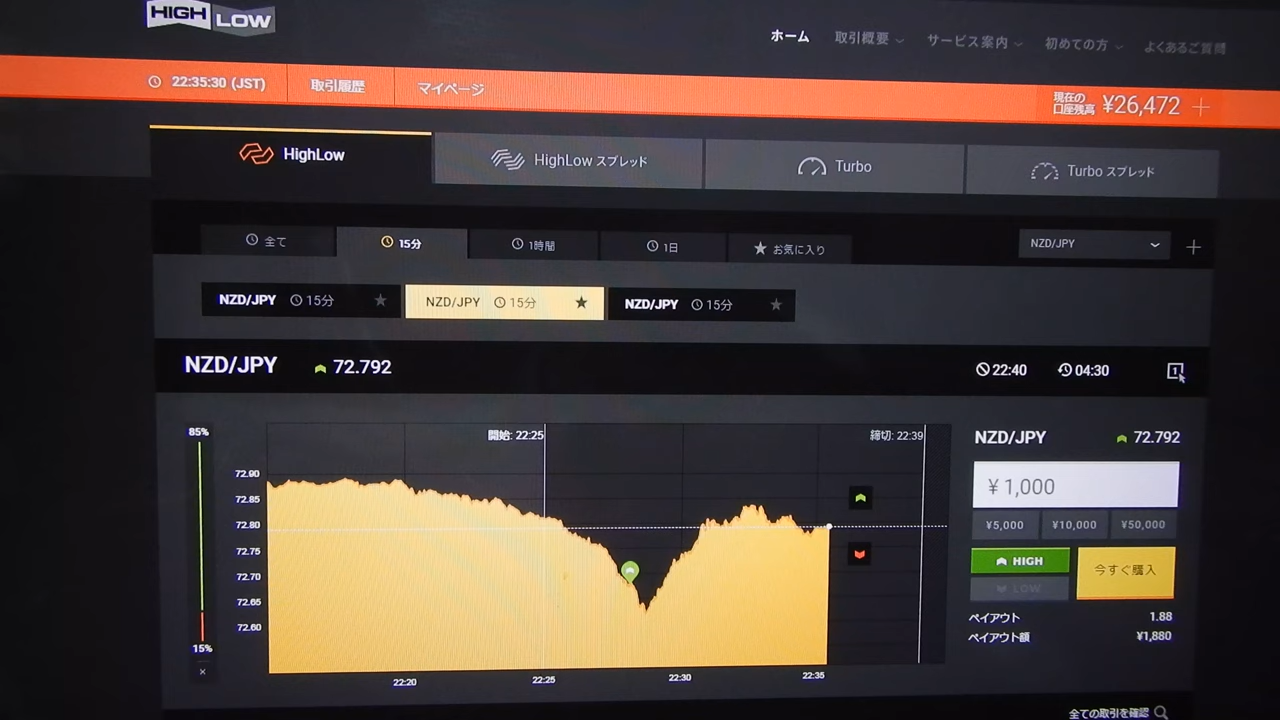 HIGH LOW
ホーム 取引概要 サービス案内 初めての方 よくあるご質問
22:35:30 (JST) 取引履歴 マイページ 現在の口座残高 ¥26,472 +
HighLow HighLow スプレッド Turbo Turbo スプレッド
全て 15分 1時間 1日 お気に入り NZD/JPY +
NZD/JPY 15分 NZD/JPY 15分 NZD/JPY 15分
NZD/JPY 72.792 22:40 04:30 1
85% 開始: 22:25 締切: 22:39 NZD/JPY 72.792
72.90
72.85 ¥ 1,000
72.80 ¥5,000 ¥10,000 ¥50,000
72.75
72.70 HIGH 今すぐ購入
72.65 LOW
72.60 ペイアウト 1.88
15% ペイアウト額 ¥1,880
×
22:20 22:25 22:30 22:35
全ての取引を確認